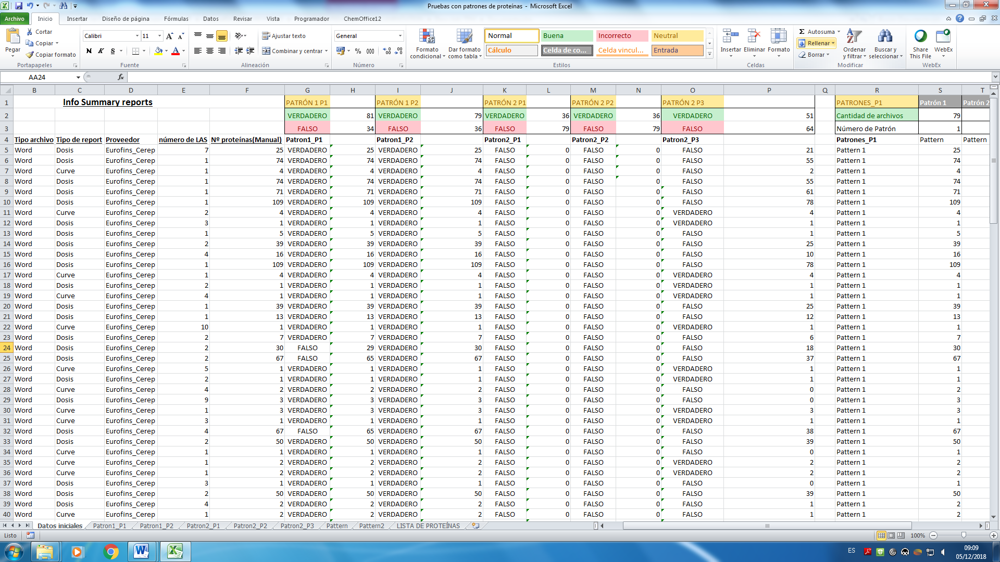 Pruebas con patrones de proteínas - Microsoft Excel
Archivo Inicio Insertar Diseño de página Fórmulas Datos Revisar Vista Programador ChemOffice12
Pegar Cortar Copiar Copiar formato Portapapeles
Calibri 11 N K S Fuente
Ajustar texto Combinar y centrar Alineación
General % 000 Número
Formato condicional Dar formato como tabla
Normal Buena Incorrecto Neutral
Cálculo Celda de co... Celda vincul... Entrada
Estilos
Insertar Eliminar Formato Celdas
Autosuma Rellenar Borrar Ordenar y filtrar Buscar y seleccionar Modificar
Share This File WebEx WebEx
AA24 fx
B C D E F G H I J K L M N O P Q R S T
1 Info Summary reports PATRÓN 1 P1 PATRÓN 1 P2 PATRÓN 2 P1 PATRÓN 2 P2 PATRÓN 2 P3 PATRONES_P1 Patrón 1 Patrón 2
2 VERDADERO 81 VERDADERO 79 VERDADERO 36 VERDADERO 36 VERDADERO 51 Cantidad de archivos 79
3 FALSO 34 FALSO 36 FALSO 79 FALSO 79 FALSO 64 Número de Patrón 1
4 Tipo archivo Tipo de report Proveedor número de LAS Nº proteínas(Manual) Patron1_P1 Patron1_P2 Patron2_P1 Patron2_P2 Patron2_P3 Patrones_P1 Pattern Pattern
5 Word Dosis Eurofins_Cerep 7 25 VERDADERO 25 VERDADERO 25 FALSO 0 FALSO 0 FALSO 21 Pattern 1 25
6 Word Dosis Eurofins_Cerep 1 74 VERDADERO 74 VERDADERO 74 FALSO 0 FALSO 0 FALSO 55 Pattern 1 74
7 Word Curve Eurofins_Cerep 1 4 VERDADERO 4 VERDADERO 4 FALSO 0 FALSO 0 FALSO 2 Pattern 1 4
8 Word Dosis Eurofins_Cerep 1 74 VERDADERO 74 VERDADERO 74 FALSO 0 FALSO 0 FALSO 55 Pattern 1 74
9 Word Dosis Eurofins_Cerep 1 71 VERDADERO 71 VERDADERO 71 FALSO 0 FALSO 0 FALSO 61 Pattern 1 71
10 Word Dosis Eurofins_Cerep 1 109 VERDADERO 109 VERDADERO 109 FALSO 0 FALSO 0 FALSO 78 Pattern 1 109
11 Word Curve Eurofins_Cerep 2 4 VERDADERO 4 VERDADERO 4 FALSO 0 FALSO 0 VERDADERO 4 Pattern 1 4
12 Word Dosis Eurofins_Cerep 3 1 VERDADERO 1 VERDADERO 1 FALSO 0 FALSO 0 VERDADERO 1 Pattern 1 1
13 Word Dosis Eurofins_Cerep 1 5 VERDADERO 5 VERDADERO 5 FALSO 0 FALSO 0 FALSO 1 Pattern 1 5
14 Word Dosis Eurofins_Cerep 2 39 VERDADERO 39 VERDADERO 39 FALSO 0 FALSO 0 FALSO 25 Pattern 1 39
15 Word Dosis Eurofins_Cerep 4 16 VERDADERO 16 VERDADERO 16 FALSO 0 FALSO 0 FALSO 10 Pattern 1 16
16 Word Dosis Eurofins_Cerep 1 109 VERDADERO 109 VERDADERO 109 FALSO 0 FALSO 0 FALSO 78 Pattern 1 109
17 Word Curve Eurofins_Cerep 1 4 VERDADERO 4 VERDADERO 4 FALSO 0 FALSO 0 VERDADERO 4 Pattern 1 4
18 Word Dosis Eurofins_Cerep 2 1 VERDADERO 1 VERDADERO 1 FALSO 0 FALSO 0 VERDADERO 1 Pattern 1 1
19 Word Curve Eurofins_Cerep 4 1 VERDADERO 1 VERDADERO 1 FALSO 0 FALSO 0 VERDADERO 1 Pattern 1 1
20 Word Dosis Eurofins_Cerep 1 39 VERDADERO 39 VERDADERO 39 FALSO 0 FALSO 0 FALSO 25 Pattern 1 39
21 Word Dosis Eurofins_Cerep 1 13 VERDADERO 13 VERDADERO 13 FALSO 0 FALSO 0 FALSO 12 Pattern 1 13
22 Word Curve Eurofins_Cerep 10 1 VERDADERO 1 VERDADERO 1 FALSO 0 FALSO 0 VERDADERO 1 Pattern 1 1
23 Word Dosis Eurofins_Cerep 2 7 VERDADERO 7 VERDADERO 7 FALSO 0 FALSO 0 FALSO 6 Pattern 1 7
24 Word Dosis Eurofins_Cerep 2 30 FALSO 29 VERDADERO 30 FALSO 0 FALSO 0 FALSO 18 Pattern 1 30
25 Word Dosis Eurofins_Cerep 2 67 FALSO 65 VERDADERO 67 FALSO 0 FALSO 0 FALSO 37 Pattern 1 67
26 Word Curve Eurofins_Cerep 5 1 VERDADERO 1 VERDADERO 1 FALSO 0 FALSO 0 VERDADERO 1 Pattern 1 1
27 Word Dosis Eurofins_Cerep 2 1 VERDADERO 1 VERDADERO 1 FALSO 0 FALSO 0 VERDADERO 1 Pattern 1 1
28 Word Curve Eurofins_Cerep 4 2 VERDADERO 2 VERDADERO 2 FALSO 0 FALSO 0 FALSO 0 Pattern 1 2
29 Word Dosis Eurofins_Cerep 9 3 VERDADERO 3 VERDADERO 3 FALSO 0 FALSO 0 FALSO 0 Pattern 1 3
30 Word Curve Eurofins_Cerep 1 3 VERDADERO 3 VERDADERO 3 FALSO 0 FALSO 0 VERDADERO 3 Pattern 1 3
31 Word Curve Eurofins_Cerep 3 1 VERDADERO 1 VERDADERO 1 FALSO 0 FALSO 0 VERDADERO 1 Pattern 1 1
32 Word Dosis Eurofins_Cerep 4 67 FALSO 65 VERDADERO 67 FALSO 0 FALSO 0 FALSO 38 Pattern 1 67
33 Word Dosis Eurofins_Cerep 2 50 VERDADERO 50 VERDADERO 50 FALSO 0 FALSO 0 FALSO 39 Pattern 1 50
34 Word Curve Eurofins_Cerep 1 1 VERDADERO 1 VERDADERO 1 FALSO 0 FALSO 0 FALSO 0 Pattern 1 1
35 Word Curve Eurofins_Cerep 1 2 VERDADERO 2 VERDADERO 2 FALSO 0 FALSO 0 VERDADERO 2 Pattern 1 2
36 Word Curve Eurofins_Cerep 1 2 VERDADERO 2 VERDADERO 2 FALSO 0 FALSO 0 VERDADERO 2 Pattern 1 2
37 Word Dosis Eurofins_Cerep 3 1 VERDADERO 1 VERDADERO 1 FALSO 0 FALSO 0 FALSO 0 Pattern 1 1
38 Word Dosis Eurofins_Cerep 2 50 VERDADERO 50 VERDADERO 50 FALSO 0 FALSO 0 FALSO 39 Pattern 1 50
39 Word Dosis Eurofins_Cerep 4 2 VERDADERO 2 VERDADERO 2 FALSO 0 FALSO 0 FALSO 1 Pattern 1 2
40 Word Curve Eurofins_Cerep 1 2 VERDADERO 2 VERDADERO 2 FALSO 0 FALSO 0 FALSO 1 Pattern 1 2
Datos iniciales Patron1_P1 Patron1_P2 Patron2_P1 Patron2_P2 Patron2_P3 Pattern Pattern2 LISTA DE PROTEÍNAS
Listo 100%
ES 09:09
05/12/2018